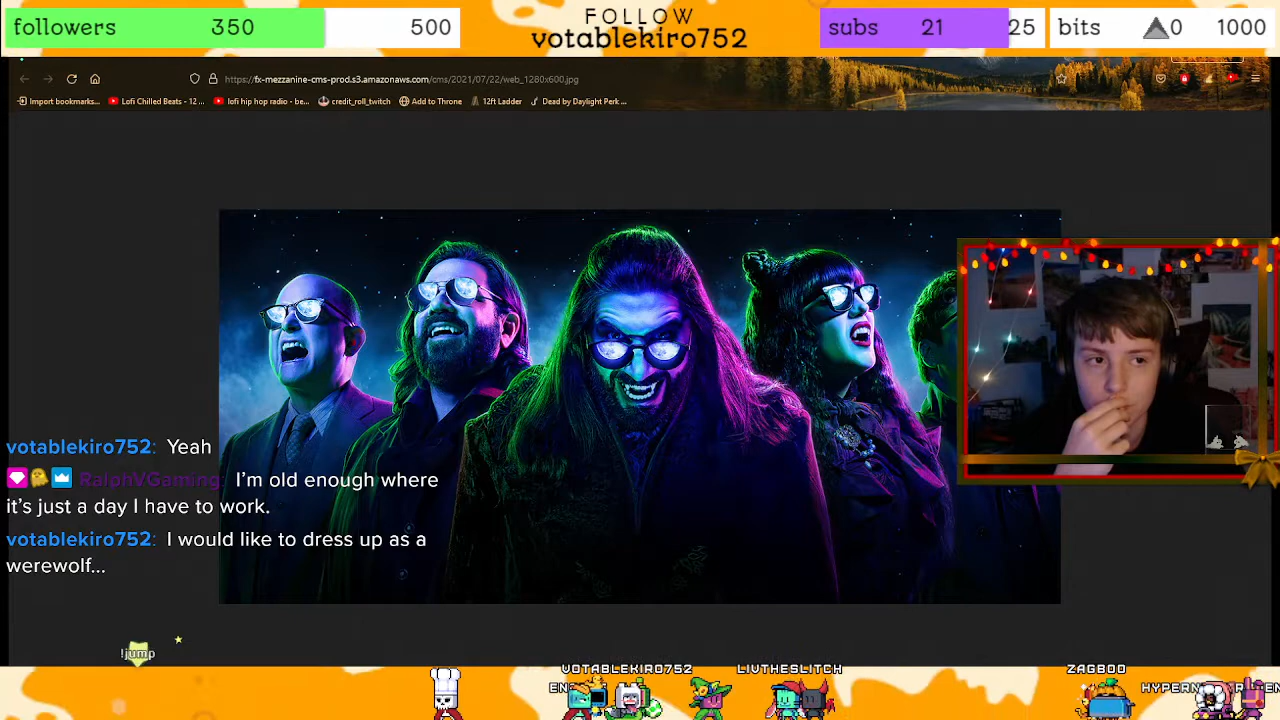 followers 350 500
FOLLOW
votablekiro752
subs 21 25
bits 0 1000
https://fx-mezzanine-cms-prod.s3.amazonaws.com/cms/2021/07/22/web_1280x600.jpg
Import bookmarks... Lofi Chilled Beats - 12 ... lofi hip hop radio - be... credit_roll_twitch Add to Throne 12ft Ladder Dead by Daylight Perk ...
votablekiro752: Yeah
RalphVGaming: I'm old enough where
it's just a day I have to work.
votablekiro752: I would like to dress up as a
werewolf...
!jump
VOTABLEKIRO752 LIVTHESLITCH ZAGBOO